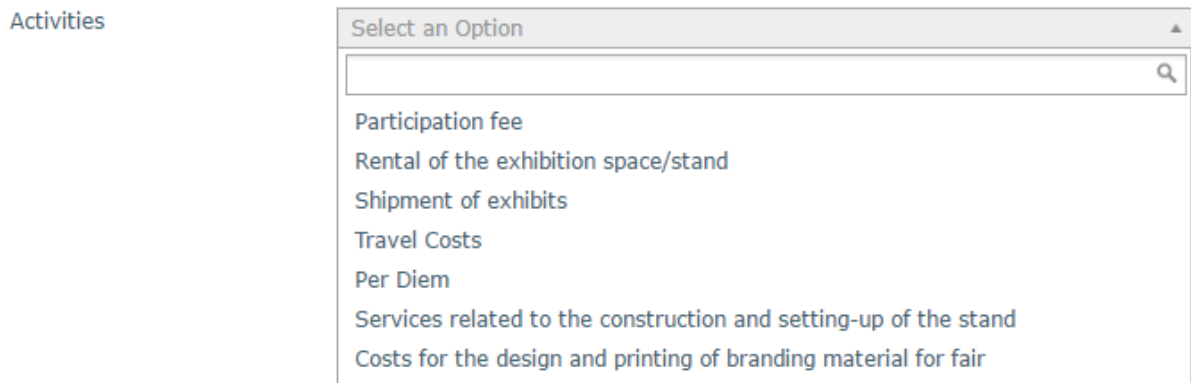 Activities
Select an Option
Participation fee
Rental of the exhibition space/stand
Shipment of exhibits
Travel Costs
Per Diem
Services related to the construction and setting-up of the stand
Costs for the design and printing of branding material for fair